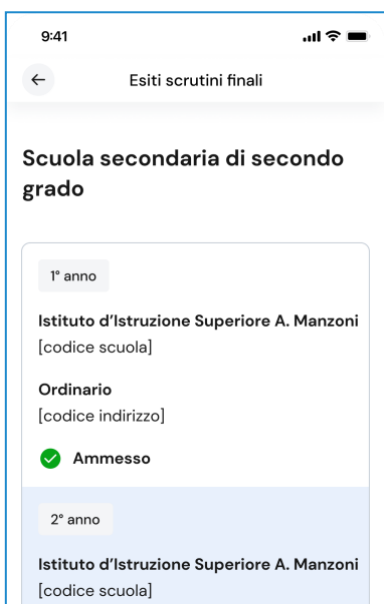 9:41
Esiti scrutini finali
Scuola secondaria di secondo
grado
1° anno
Istituto d'Istruzione Superiore A. Manzoni
[codice scuola]
Ordinario
[codice indirizzo]
Ammesso
2° anno
Istituto d'Istruzione Superiore A. Manzoni
[codice scuola]